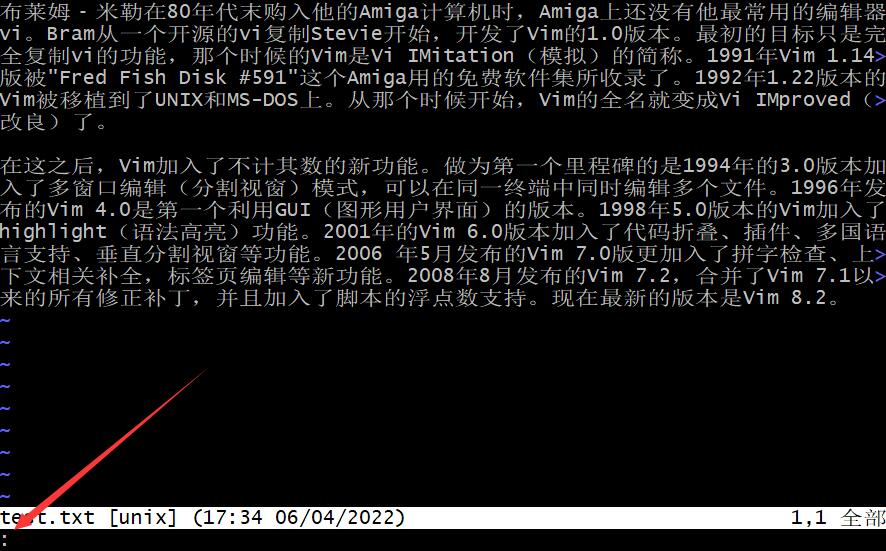 布莱姆 - 米勒在80年代末购入他的Amiga计算机时，Amiga上还没有他最常用的编辑器
vi。Bram从一个开源的vi复制Stevie开始，开发了Vim的1.0版本。最初的目标只是完
全复制vi的功能，那个时候的Vim是Vi IMitation（模拟）的简称。1991年Vim 1.14>
版被"Fred Fish Disk #591"这个Amiga用的免费软件集所收录了。1992年1.22版本的
Vim被移植到了UNIX和MS-DOS上。从那个时候开始，Vim的全名就变成Vi IMproved（>
改良）了。
在这之后，Vim加入了不计其数的新功能。做为第一个里程碑的是1994年的3.0版本加
入了多窗口编辑（分割视窗）模式，可以在同一终端中同时编辑多个文件。1996年发
布的Vim 4.0是第一个利用GUI（图形用户界面）的版本。1998年5.0版本的Vim加入了
highlight（语法高亮）功能。2001年的Vim 6.0版本加入了代码折叠、插件、多国语
言支持、垂直分割视窗等功能。2006 年5月发布的Vim 7.0版更加入了拼字检查、上>
下文相关补全，标签页编辑等新功能。2008年8月发布的Vim 7.2，合并了Vim 7.1以>
来的所有修正补丁，并且加入了脚本的浮点数支持。现在最新的版本是Vim 8.2。
~
~
~
~
~
~
~
~
~
test.txt [unix] (17:34 06/04/2022) 1,1 全部
: